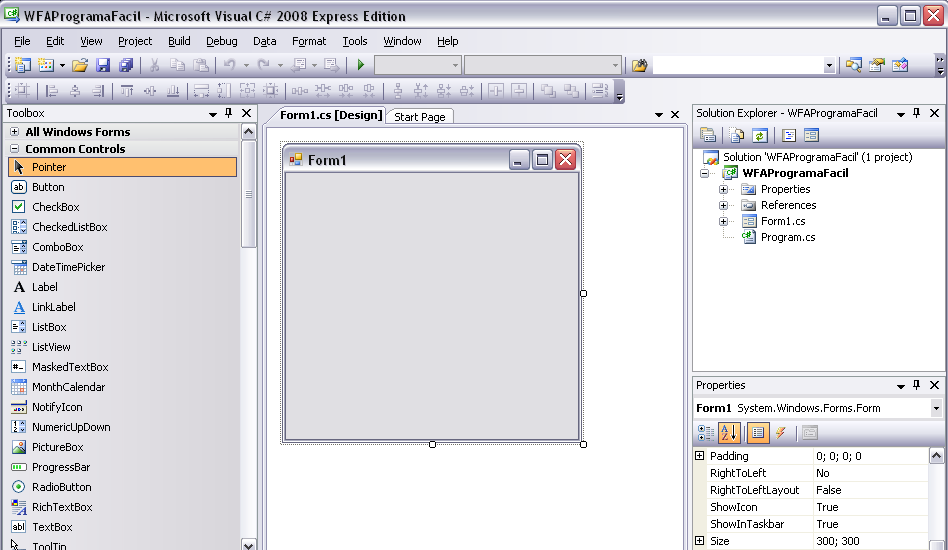 WFAProgramaFacil - Microsoft Visual C# 2008 Express Edition
File Edit View Project Build Debug Data Format Tools Window Help
Toolbox
All Windows Forms
Common Controls
Pointer
Button
CheckBox
CheckedListBox
ComboBox
DateTimePicker
Label
LinkLabel
ListBox
ListView
MaskedTextBox
MonthCalendar
NotifyIcon
NumericUpDown
PictureBox
ProgressBar
RadioButton
RichTextBox
TextBox
ToolTip
Form1.cs [Design] Start Page
Form1
Solution Explorer - WFAProgramaFacil
Solution 'WFAProgramaFacil' (1 project)
WFAProgramaFacil
Properties
References
Form1.cs
Program.cs
Properties
Form1 System.Windows.Forms.Form
Padding 0; 0; 0; 0
RightToLeft No
RightToLeftLayout False
ShowIcon True
ShowInTaskbar True
Size 300; 300